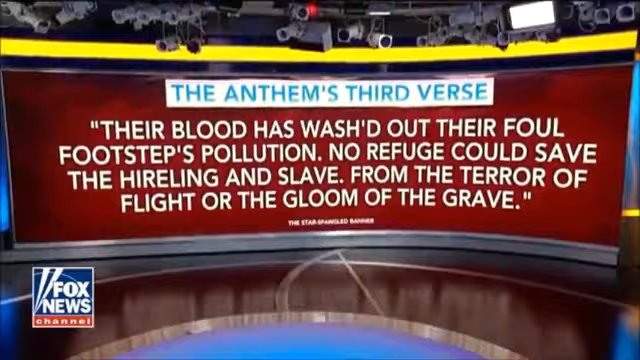 THE ANTHEM'S THIRD VERSE
"THEIR BLOOD HAS WASH'D OUT THEIR FOUL
FOOTSTEP'S POLLUTION. NO REFUGE COULD SAVE
THE HIRELING AND SLAVE. FROM THE TERROR OF
FLIGHT OR THE GLOOM OF THE GRAVE."
THE STAR-SPANGLED BANNER
FOX
NEWS
channel